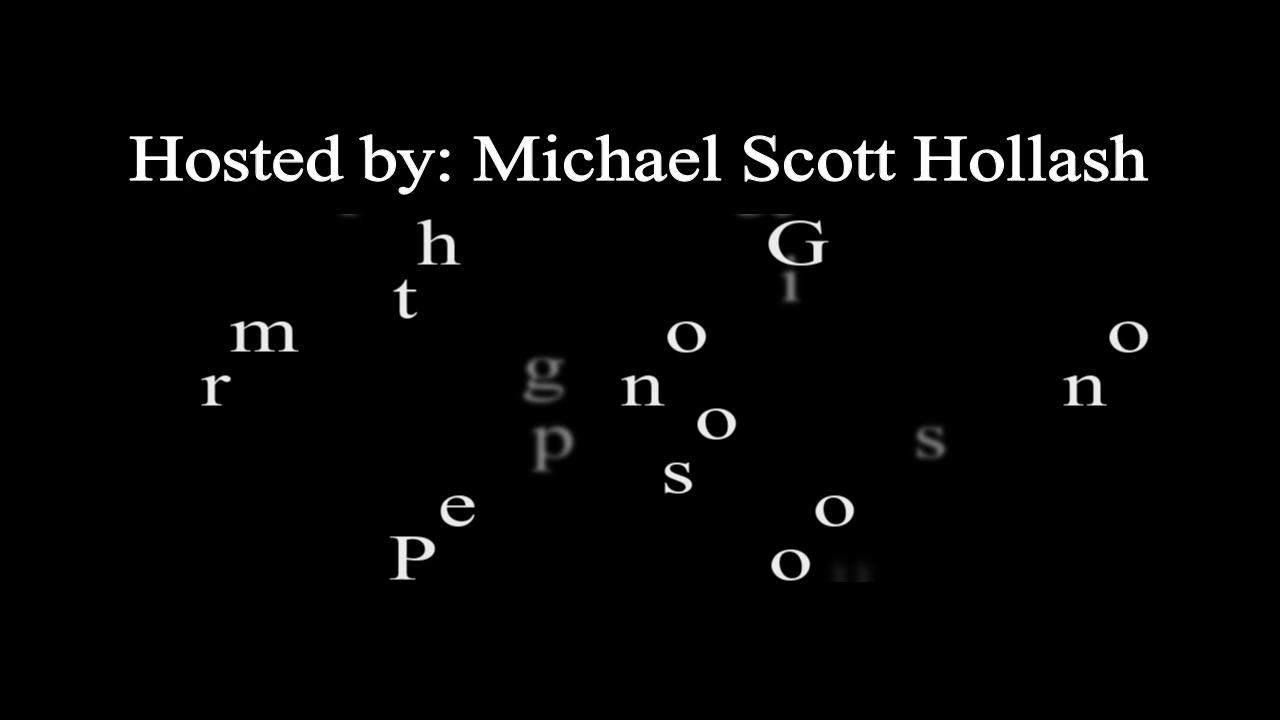 Hosted by: Michael Scott Hollash
h G
t i
m o o
r g n n
o
p s
s
e o
P o